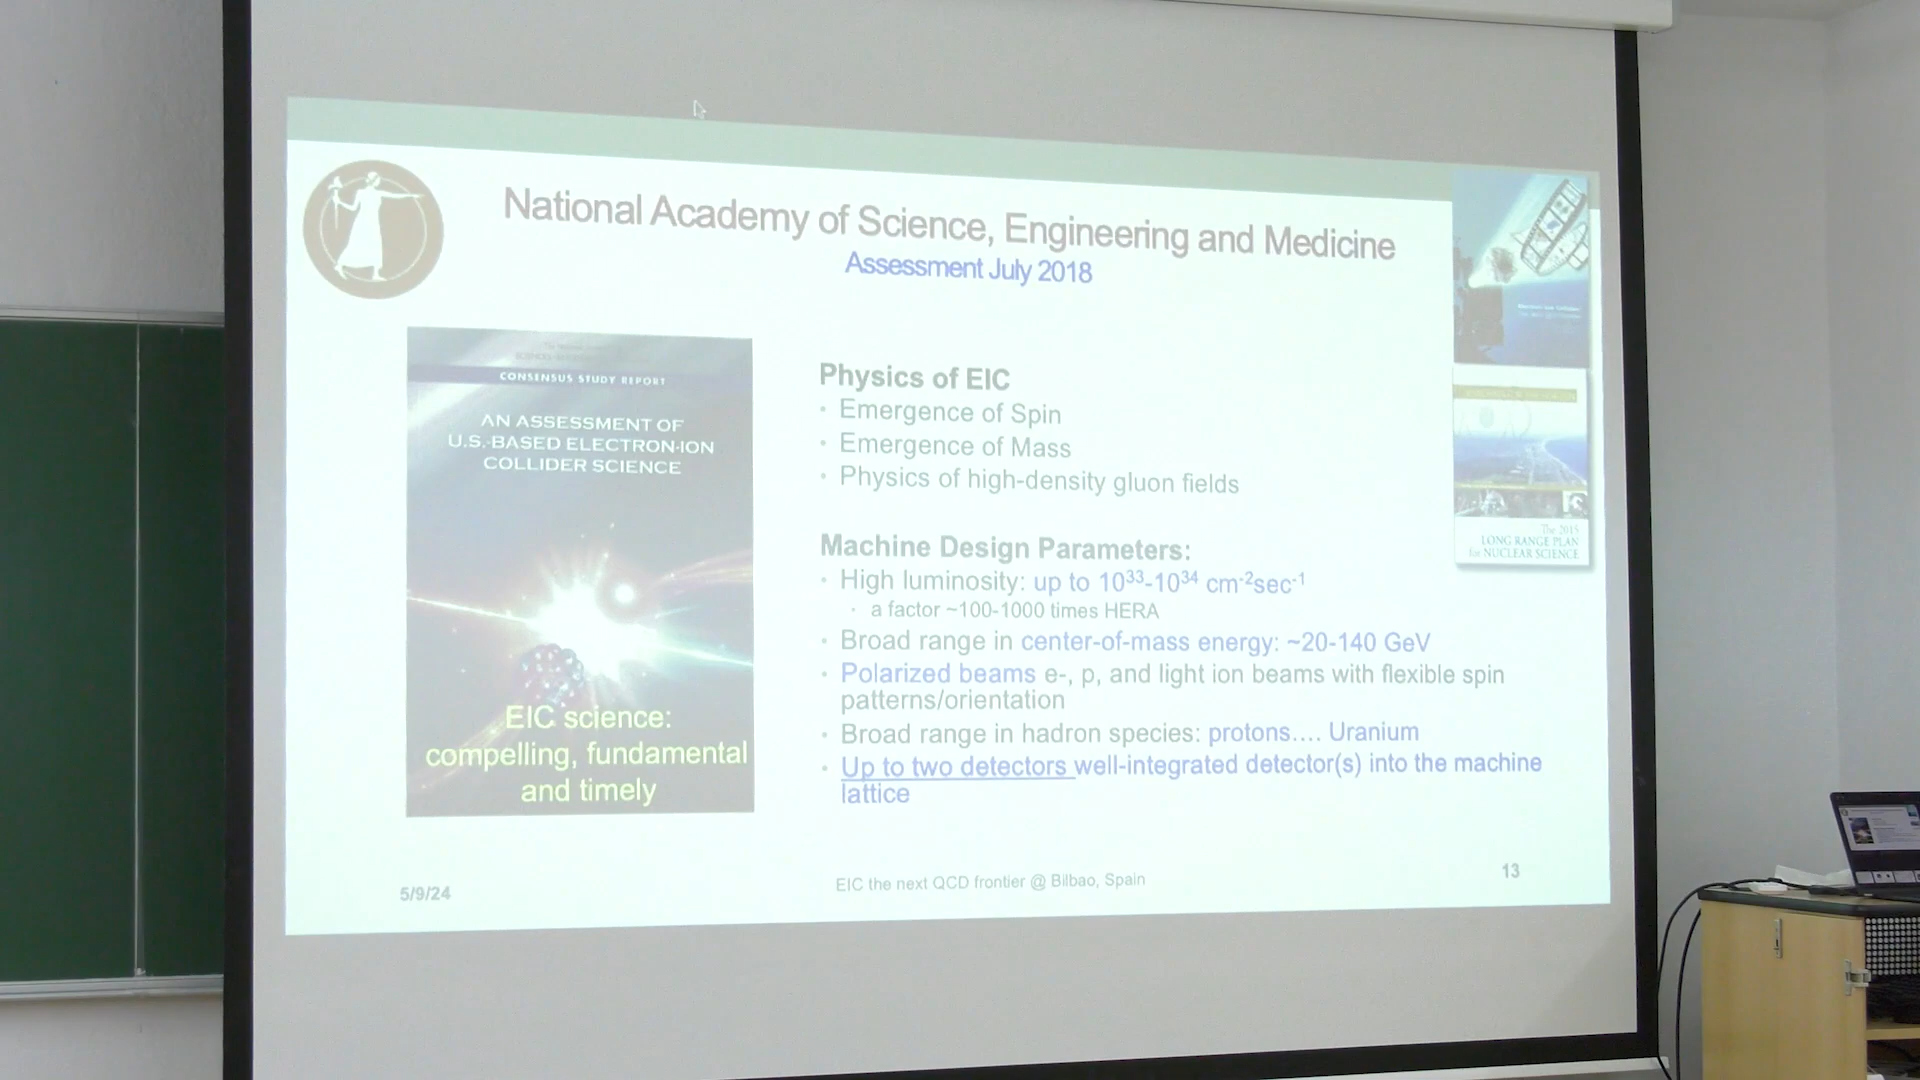 National Academy of Science, Engineering and Medicine
Assessment July 2018
CONSENSUS STUDY REPORT
AN ASSESSMENT OF
U.S.-BASED ELECTRON-ION
COLLIDER SCIENCE
EIC science:
compelling, fundamental
and timely
Physics of EIC
· Emergence of Spin
· Emergence of Mass
· Physics of high-density gluon fields
Machine Design Parameters:
· High luminosity: up to 10³³-10³⁴ cm⁻²sec⁻¹
· a factor ~100-1000 times HERA
· Broad range in center-of-mass energy: ~20-140 GeV
· Polarized beams e-, p, and light ion beams with flexible spin
patterns/orientation
· Broad range in hadron species: protons.... Uranium
· Up to two detectors well-integrated detector(s) into the machine
lattice
The 2015
LONG RANGE PLAN
for NUCLEAR SCIENCE
5/9/24
EIC the next QCD frontier @ Bilbao, Spain
13